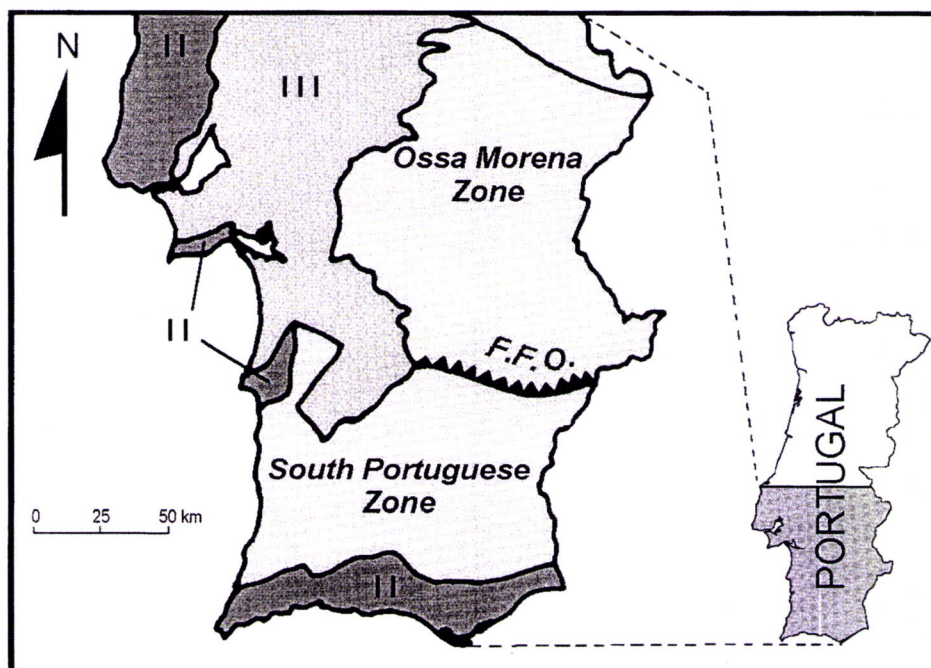 N
II
III
Ossa Morena
Zone
II
F.F.O.
South Portuguese
Zone
0 25 50 km
II
PORTUGAL